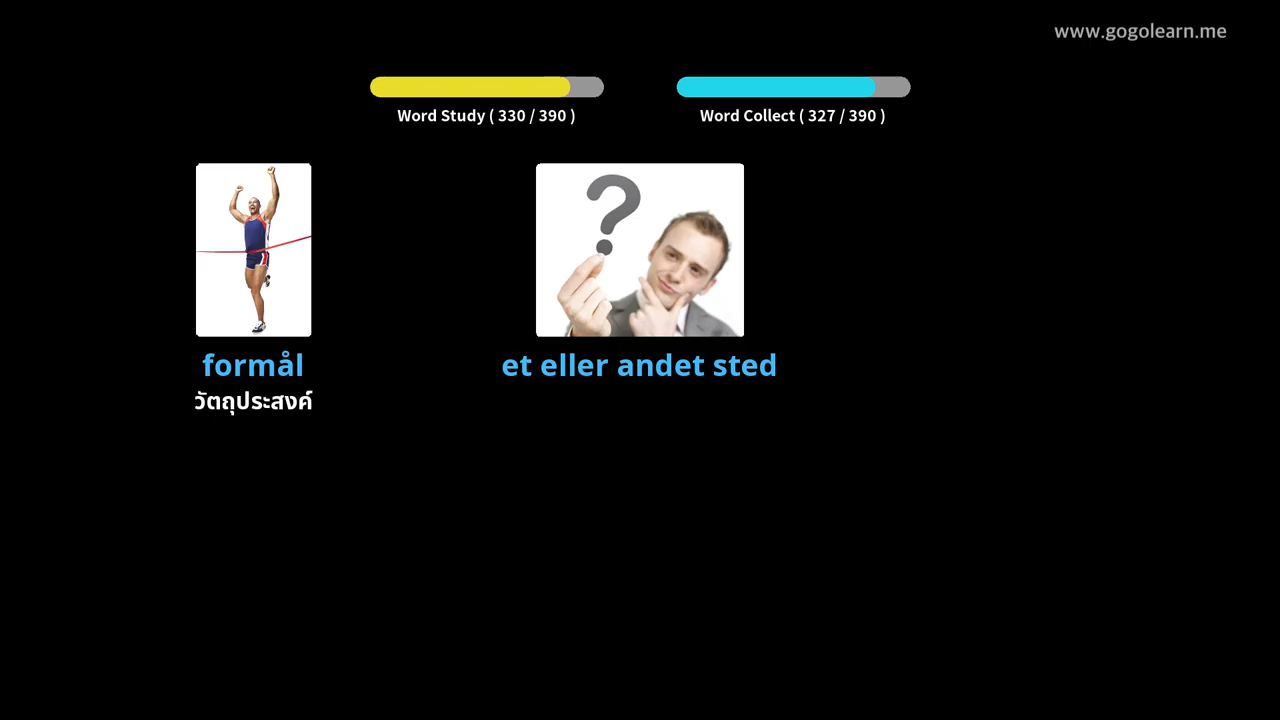 www.gogolearn.me
Word Study ( 330 / 390 )
Word Collect ( 327 / 390 )
formål
วัตถุประสงค์
et eller andet sted